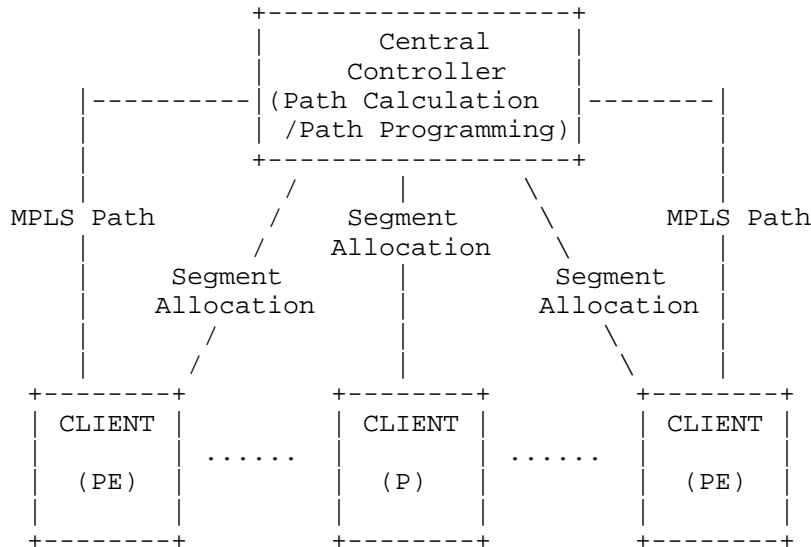 Central
Controller
(Path Calculation
/Path Programming)
MPLS Path Segment MPLS Path
Allocation
Segment Segment
Allocation Allocation
CLIENT CLIENT CLIENT
...... ......
(PE) (P) (PE)